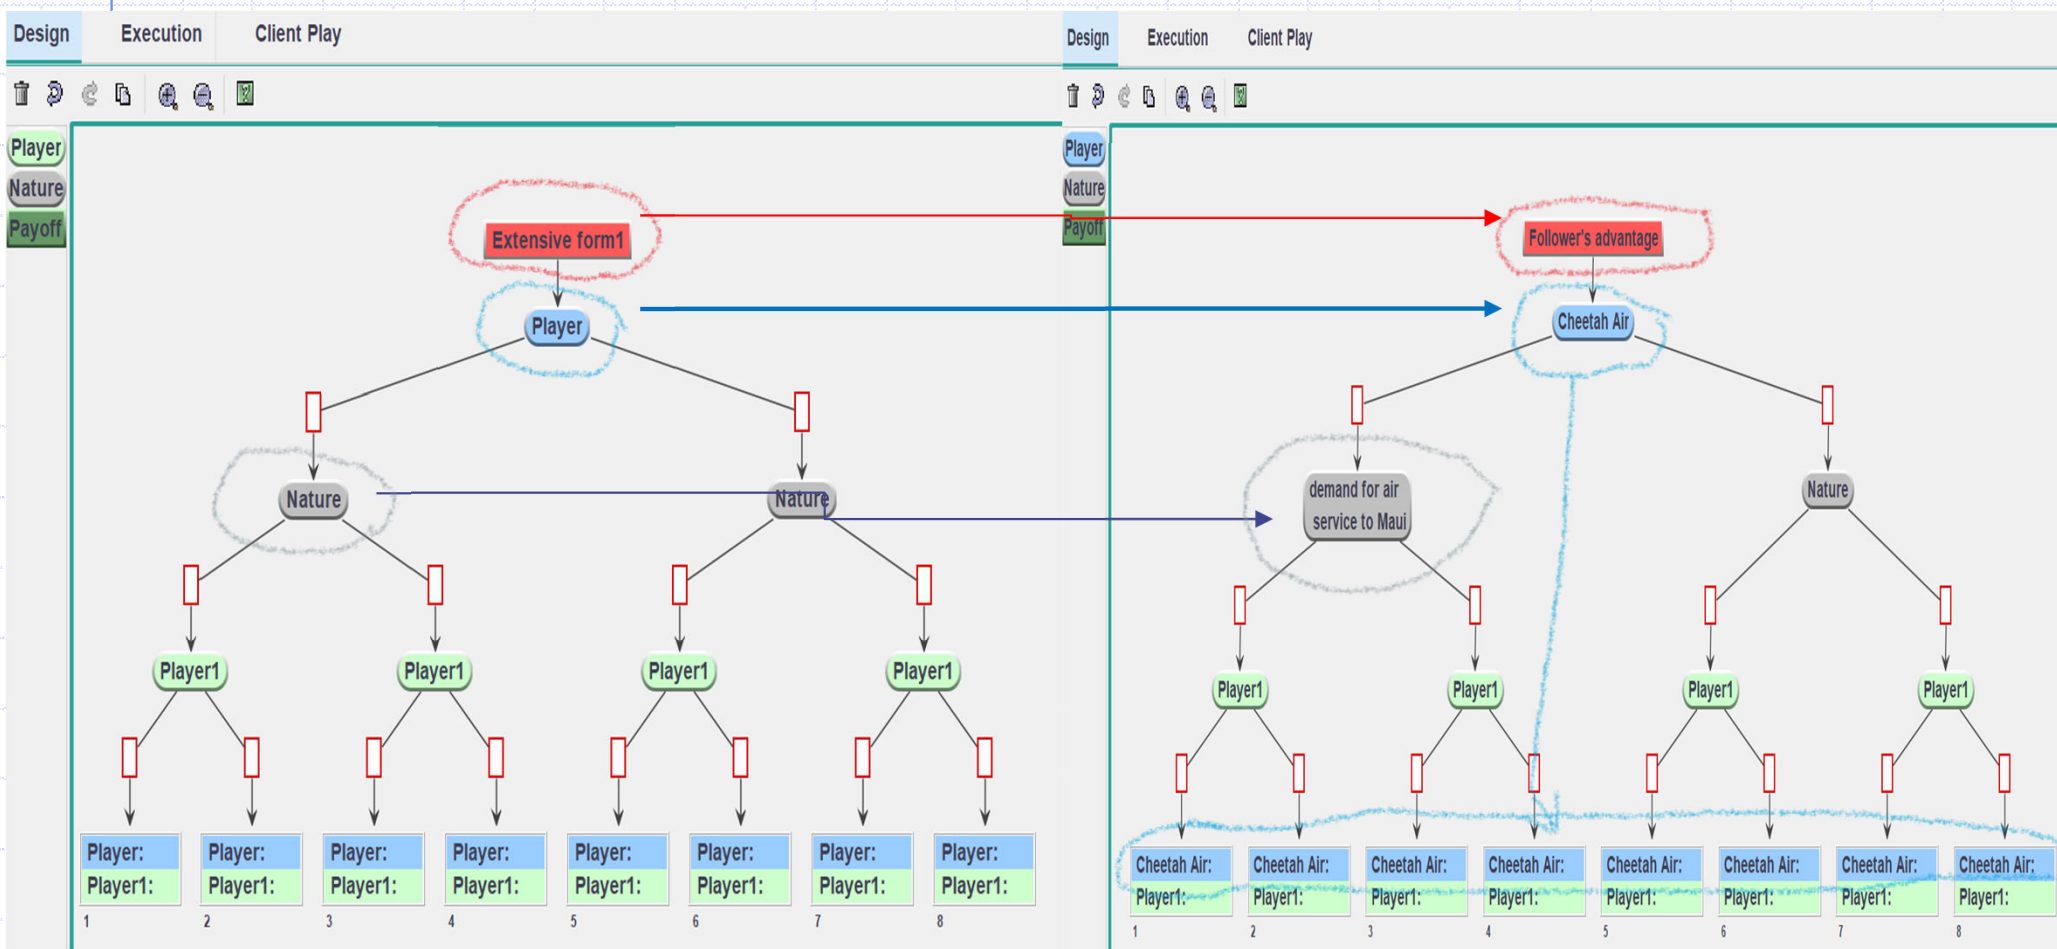 Design Execution Client Play
Player
Nature
Payoff
Extensive form1
Player
Nature Nature
Player1 Player1 Player1 Player1
Player: Player: Player: Player: Player: Player: Player: Player:
Player1: Player1: Player1: Player1: Player1: Player1: Player1: Player1:
1 2 3 4 5 6 7 8
Design Execution Client Play
Player
Nature
Payoff
Follower's advantage
Cheetah Air
demand for air
service to Maui
Nature
Player1 Player1 Player1 Player1
Cheetah Air: Cheetah Air: Cheetah Air: Cheetah Air: Cheetah Air: Cheetah Air: Cheetah Air: Cheetah Air:
Player1: Player1: Player1: Player1: Player1: Player1: Player1: Player1:
1 2 3 4 5 6 7 8